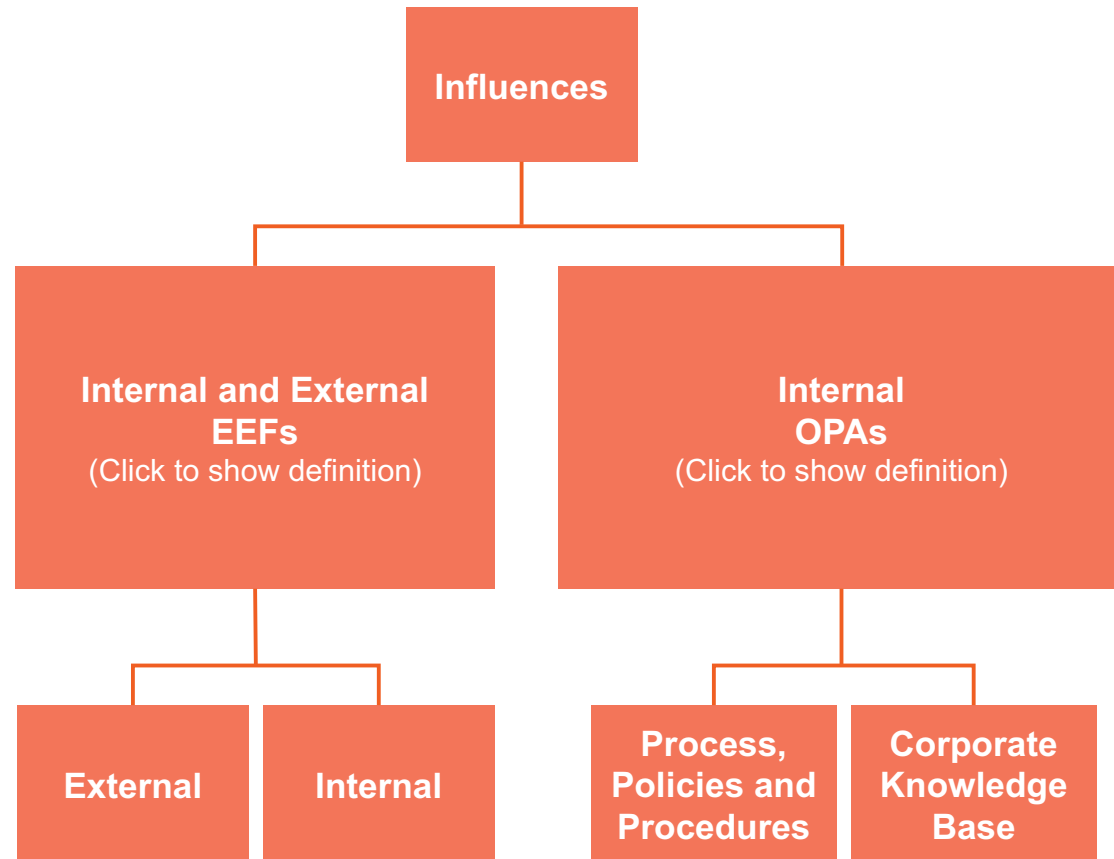 Influences
Internal and External
EEFs
(Click to show definition)
Internal
OPAs
(Click to show definition)
External
Internal
Process,
Policies and
Procedures
Corporate
Knowledge
Base